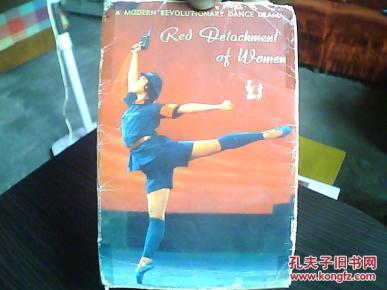 A MODERN REVOLUTIONARY DANCE DRAMA
Red Detachment
of Women
孔夫子旧书网
www.kongfz.com